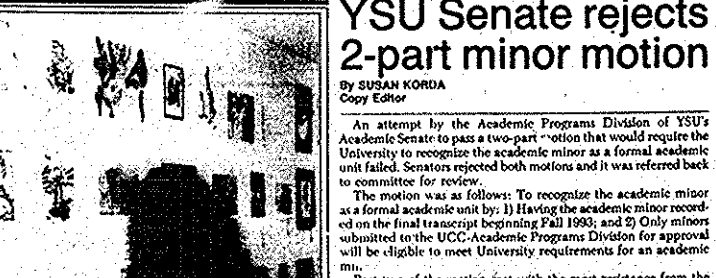 YSU Senate rejects
2-part minor motion
By SUSAN KORDA
Copy Editor
An attempt by the Academic Programs Division of YSU's
Academic Senate to pass a two-part motion that would require the
University to recognize the academic minor as a formal academic
unit failed. Senators rejected both motions and it was referred back
to committee for review.
The motion was as follows: To recognize the academic minor
as a formal academic unit by: 1) Having the academic minor record-
ed on the final transcript beginning Fall 1993; and 2) Only minors
submitted to the UCC-Academic Programs Division for approval
will be eligible to meet University requirements for an academic